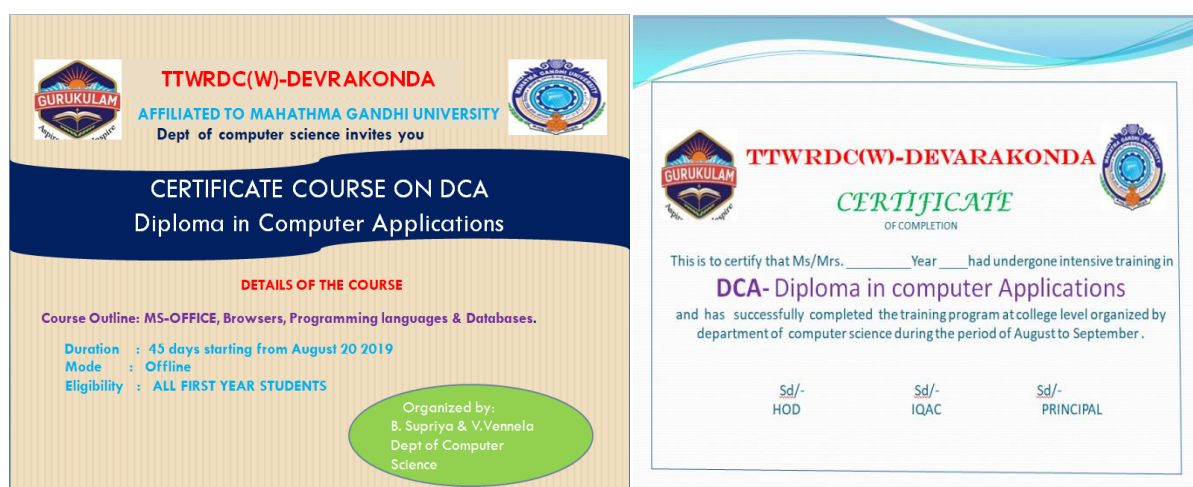 TTWRDC(W)-DEVRAKONDA
AFFILIATED TO MAHATHMA GANDHI UNIVERSITY
Dept of computer science invites you
GURUKULAM
CERTIFICATE COURSE ON DCA
Diploma in Computer Applications
DETAILS OF THE COURSE
Course Outline: MS-OFFICE, Browsers, Programming languages & Databases.
Duration : 45 days starting from August 20 2019
Mode : Offline
Eligibility : ALL FIRST YEAR STUDENTS
Organized by:
B. Supriya & V.Vennela
Dept of Computer
Science
TTWRDC(W)-DEVARAKONDA
GURUKULAM
MAHATMA GANDHI UNIVERSITY
CERTIFICATE
OF COMPLETION
This is to certify that Ms/Mrs. _________Year ____had undergone intensive training in
DCA- Diploma in computer Applications
and has successfully completed the training program at college level organized by
department of computer science during the period of August to September .
Sd/- Sd/- Sd/-
HOD IQAC PRINCIPAL